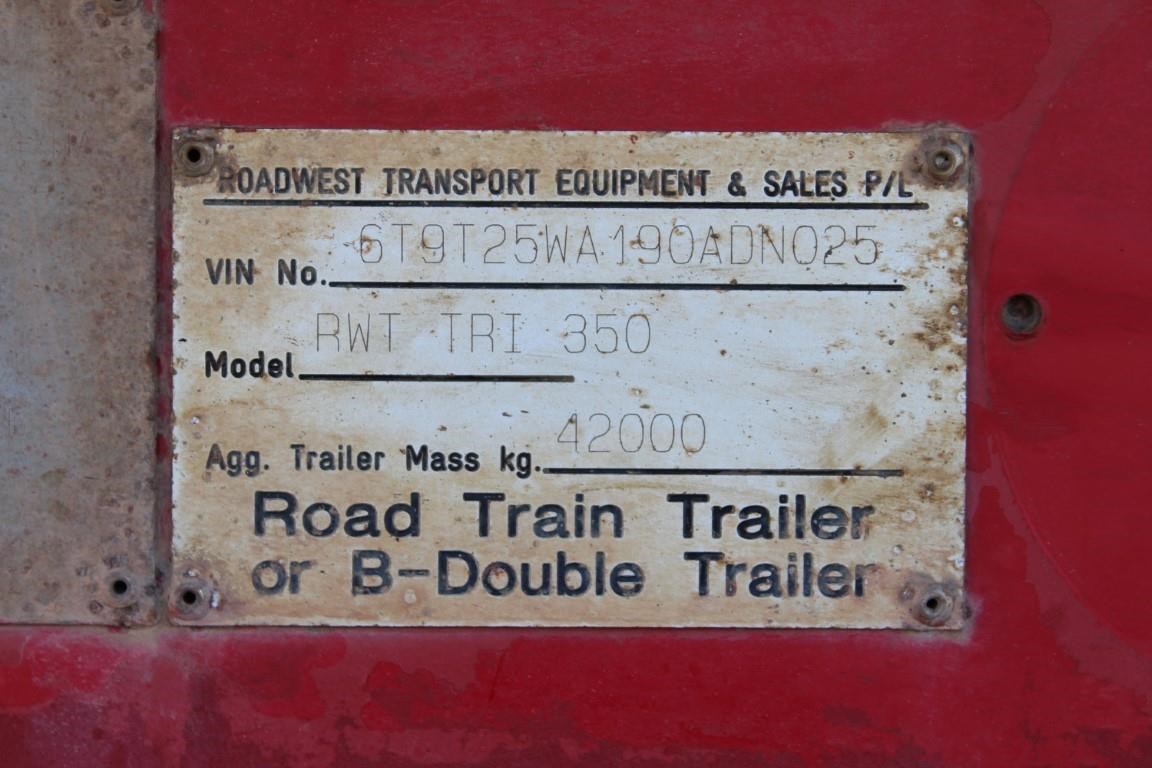 ROADWEST TRANSPORT EQUIPMENT & SALES P/L
VIN No. 6T9T25WA190ADN025
Model RWT TRI 350
Agg. Trailer Mass kg. 42000
Road Train Trailer
or B-Double Trailer